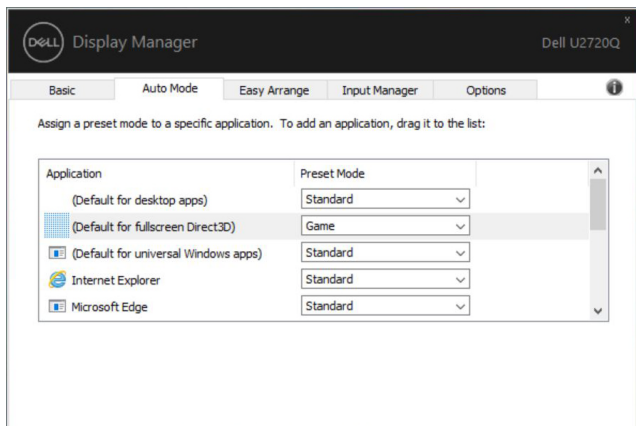 DELL Display Manager
x
Dell U2720Q
Basic Auto Mode Easy Arrange Input Manager Options
Assign a preset mode to a specific application. To add an application, drag it to the list:
Application Preset Mode
(Default for desktop apps) Standard
(Default for fullscreen Direct3D) Game
(Default for universal Windows apps) Standard
Internet Explorer Standard
Microsoft Edge Standard